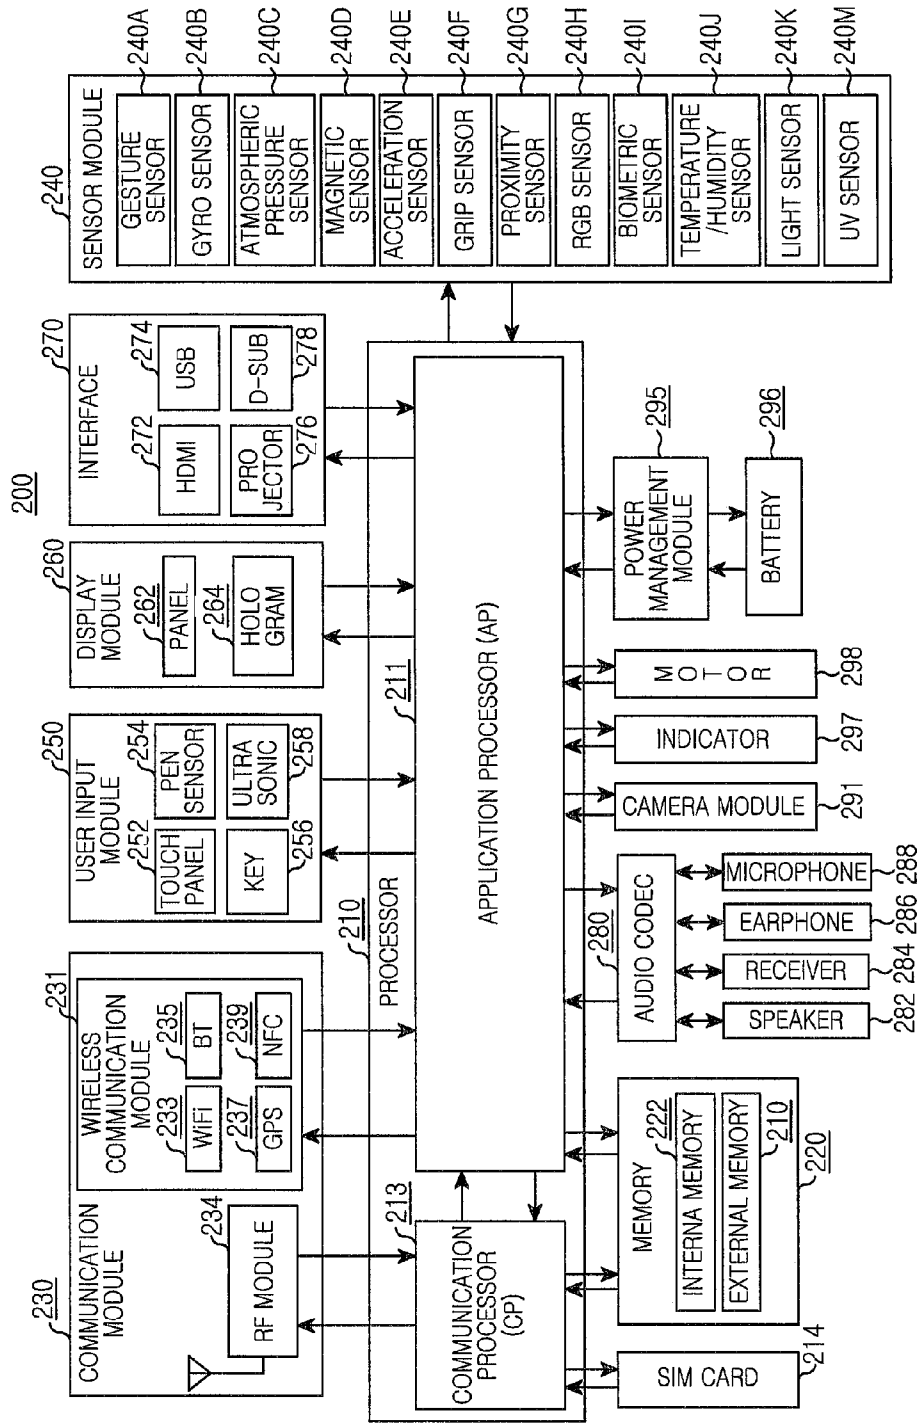 200
230
COMMUNICATION
MODULE
234
RF MODULE
231
WIRELESS
COMMUNICATION
MODULE
233
WiFi
235
BT
237
GPS
239
NFC
250
USER INPUT
MODULE
252
TOUCH
PANEL
254
PEN
SENSOR
KEY
256
ULTRA
SONIC
258
260
DISPLAY
MODULE
262
PANEL
264
HOLO
GRAM
270
INTERFACE
272
HDMI
274
USB
PRO
JECTOR
276
D-SUB
278
240
SENSOR MODULE
GESTURE
SENSOR
240A
GYRO SENSOR
240B
ATMOSPHERIC
PRESSURE
SENSOR
240C
MAGNETIC
SENSOR
240D
ACCELERATION
SENSOR
240E
GRIP SENSOR
240F
PROXIMITY
SENSOR
240G
RGB SENSOR
240H
BIOMETRIC
SENSOR
240I
TEMPERATURE
/HUMIDITY
SENSOR
240J
LIGHT SENSOR
240K
UV SENSOR
240M
210
PROCESSOR
213
COMMUNICATION
PROCESSOR
(CP)
211
APPLICATION PROCESSOR (AP)
SIM CARD
214
MEMORY
222
INTERNAL MEMORY
210
EXTERNAL MEMORY
220
280
AUDIO CODEC
SPEAKER
282
RECEIVER
284
EARPHONE
286
MICROPHONE
288
CAMERA MODULE
291
INDICATOR
297
MOTOR
298
POWER
MANAGEMENT
MODULE
295
BATTERY
296